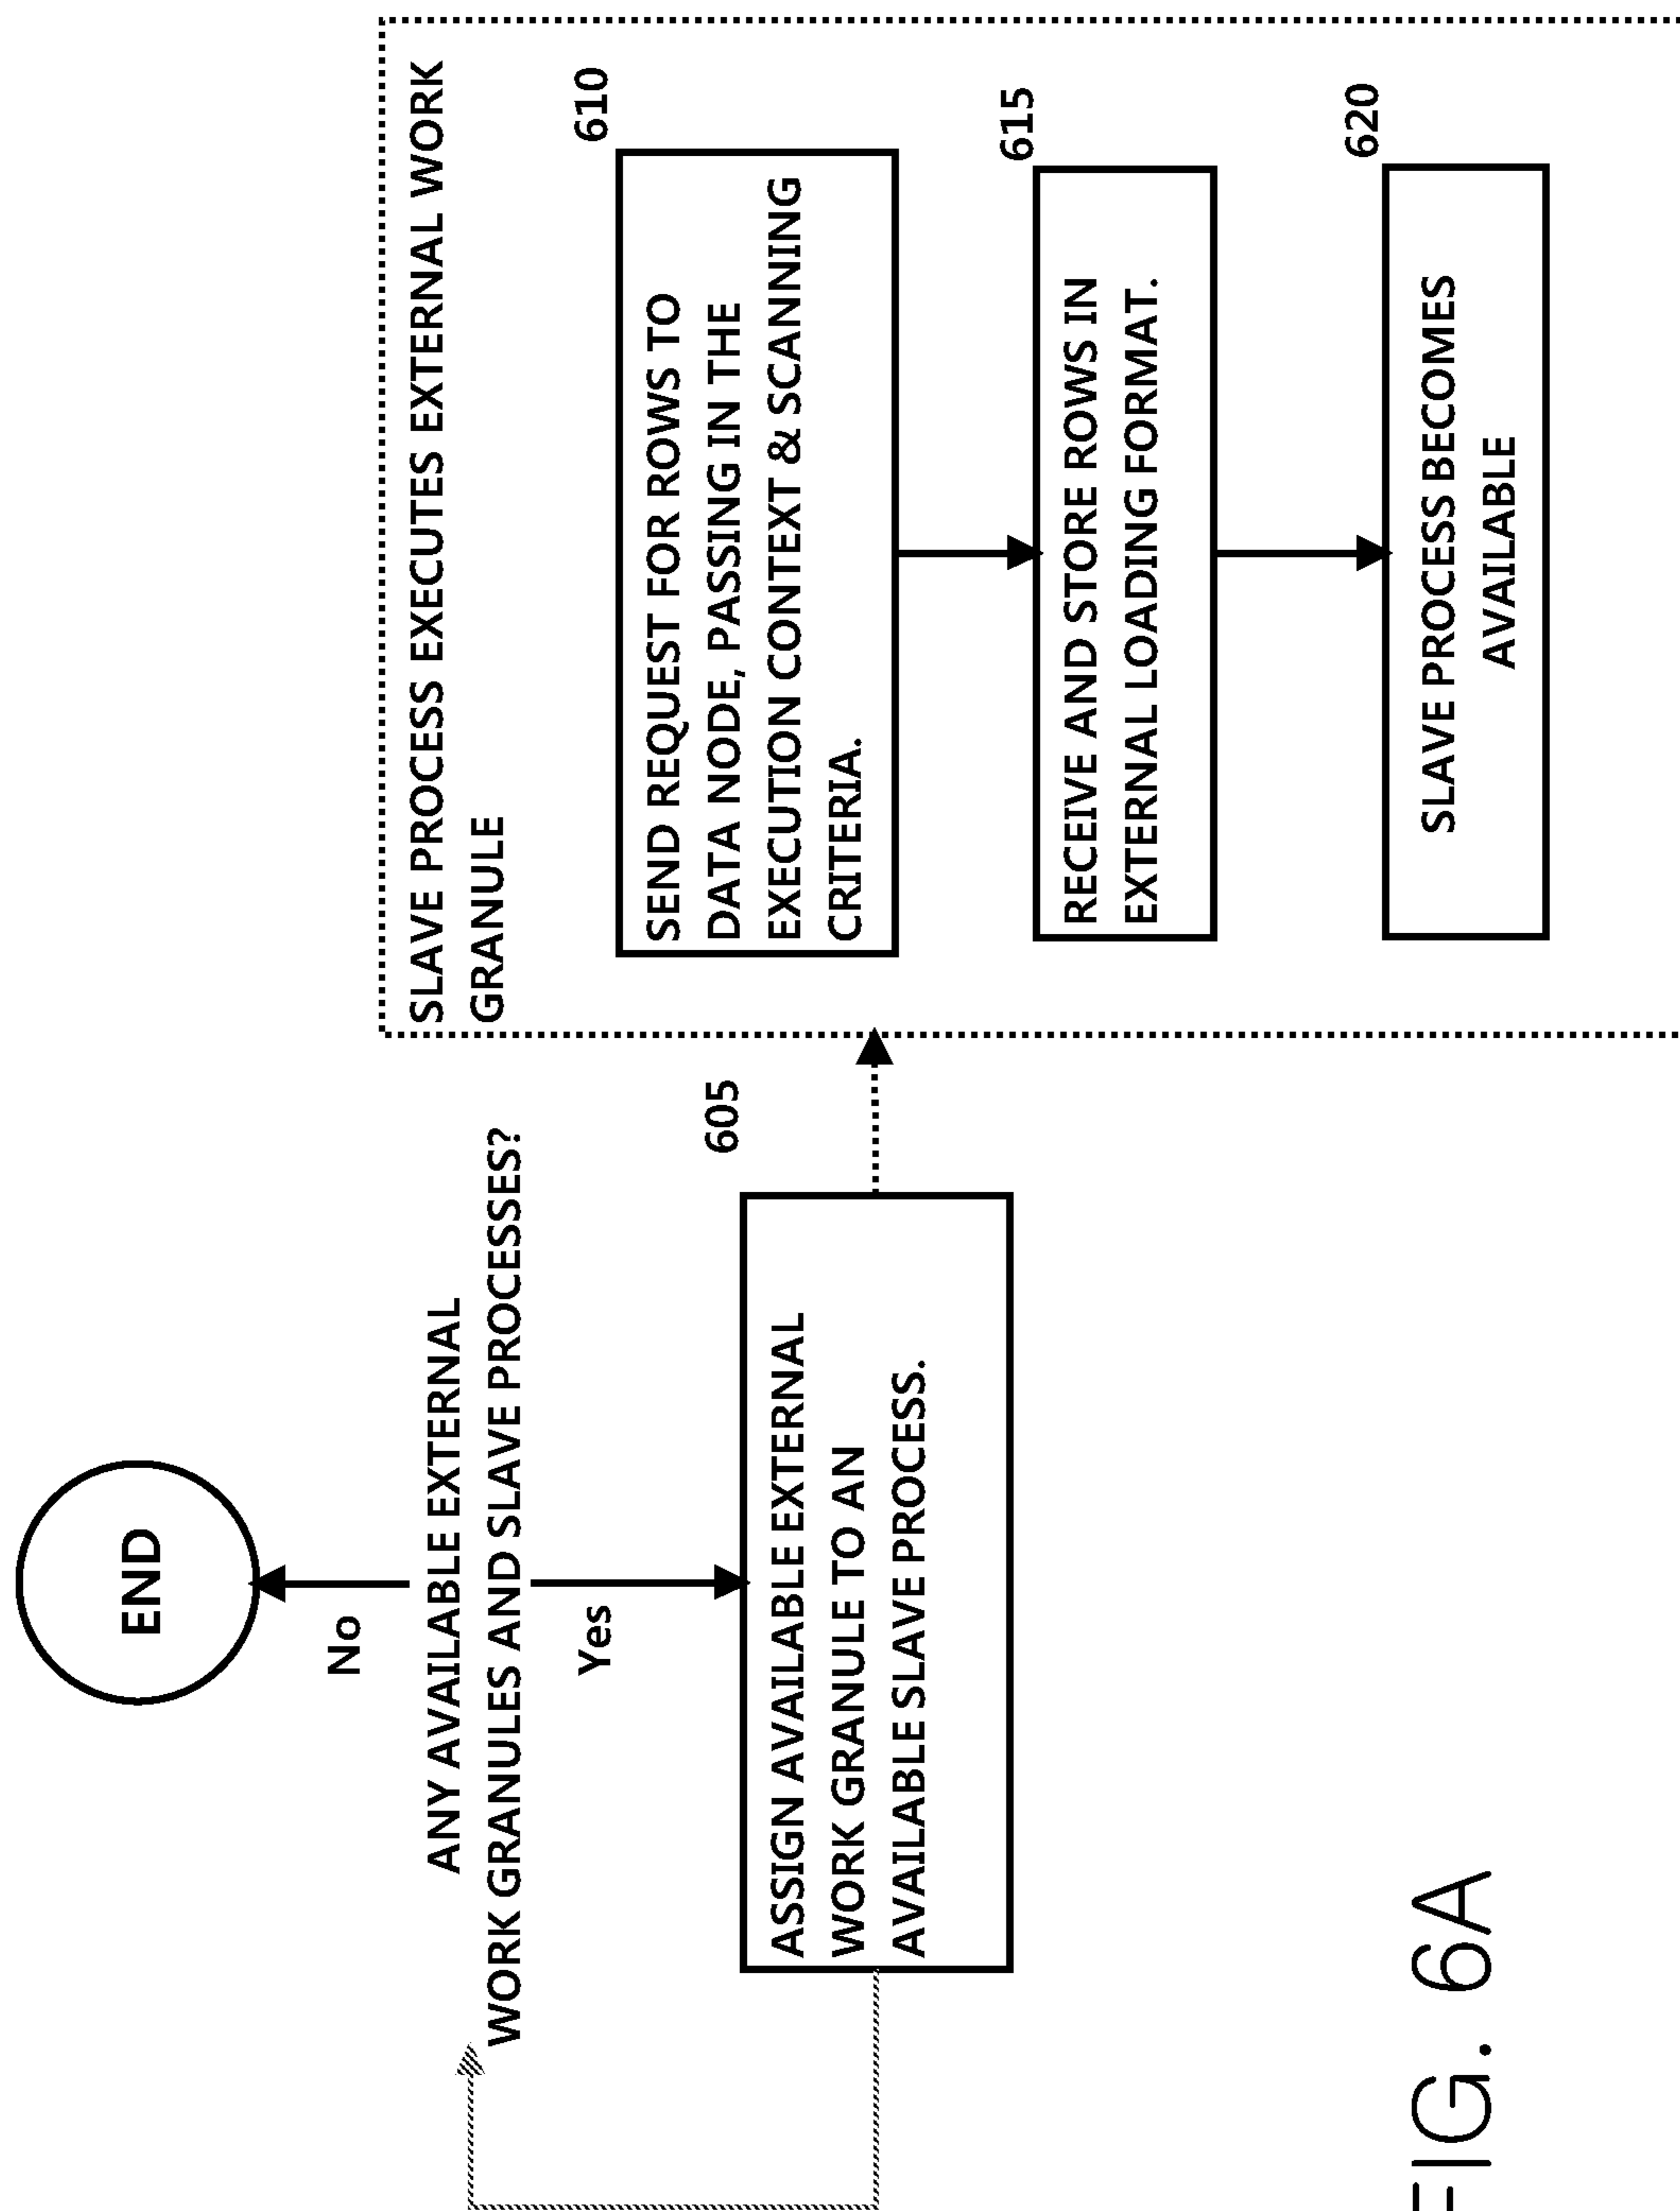 END
No
ANY AVAILABLE EXTERNAL
WORK GRANULES AND SLAVE PROCESSES?
Yes
605
ASSIGN AVAILABLE EXTERNAL
WORK GRANULE TO AN
AVAILABLE SLAVE PROCESS.
SLAVE PROCESS EXECUTES EXTERNAL WORK
GRANULE
610
SEND REQUEST FOR ROWS TO
DATA NODE, PASSING IN THE
EXECUTION CONTEXT & SCANNING
CRITERIA.
615
RECEIVE AND STORE ROWS IN
EXTERNAL LOADING FORMAT.
620
SLAVE PROCESS BECOMES
AVAILABLE
FIG. 6A